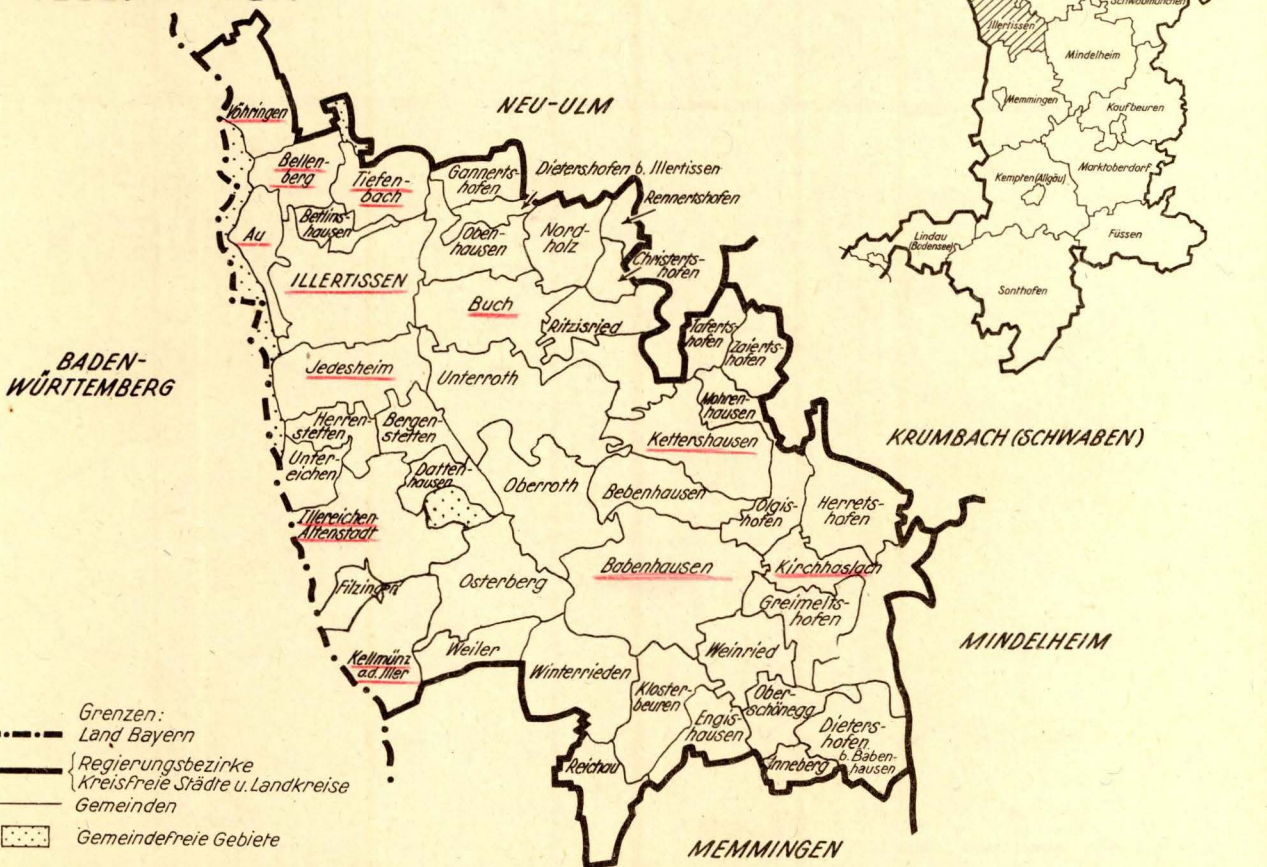 NEU-ULM
Vöhringen
Bellen-
berg
Tiefen-
bach
Gannerts-
hofen
Dietershofen b. Illertissen
Rennertshofen
Au
Bettins-
hausen
Oben-
hausen
Nord-
holz
Christerts-
hofen
ILLERTISSEN
Buch
Ritzisried
Taferts-
hofen
Zaierts-
hofen
BADEN-
WÜRTTEMBERG
Jedesheim
Unterroth
Mohren-
hausen
Herren-
stetten
Bergen-
stetten
Kettershausen
KRUMBACH (SCHWABEN)
Unter-
eichen
Datten-
hausen
Oberroth
Bebenhausen
Olgis-
hofen
Herrets-
hofen
Illereichen-
Altenstadt
Babenhausen
Kirchhaslach
Filzingen
Osterberg
Greimelts-
hofen
MINDELHEIM
Kellmünz
a.d. Iller
Weiler
Winterrieden
Weinried
Kloster-
beuren
Engis-
hausen
Ober-
schönegg
Dieters-
hofen
b. Baben-
hausen
Reichau
Inneberg
MEMMINGEN
Grenzen:
Land Bayern
Regierungsbezirke
Kreisfreie Städte u. Landkreise
Gemeinden
Gemeindefreie Gebiete
Schwabmünchen
Illertissen
Mindelheim
Memmingen
Kaufbeuren
Kempten (Allgäu)
Marktoberdorf
Lindau
(Bodensee)
Füssen
Sonthofen